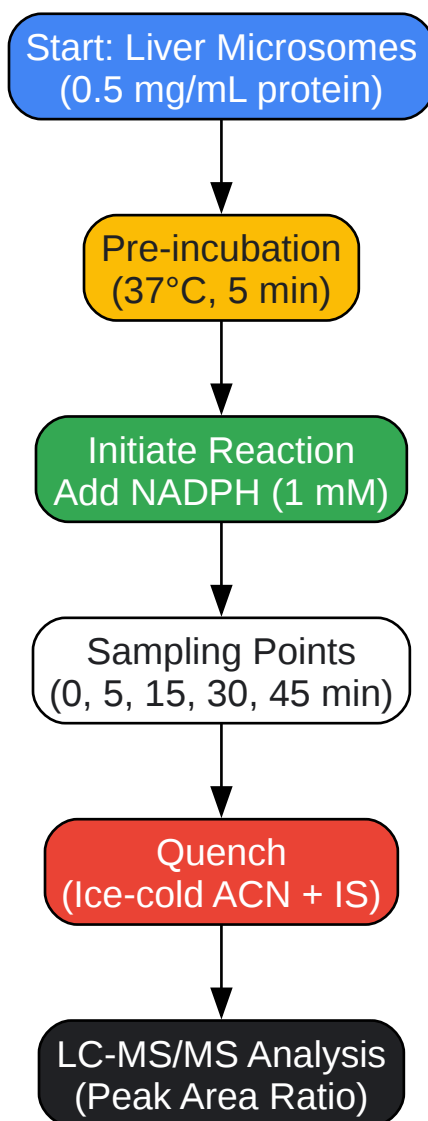 Start: Liver Microsomes
(0.5 mg/mL protein)
Pre-incubation
(37°C, 5 min)
Initiate Reaction
Add NADPH (1 mM)
Sampling Points
(0, 5, 15, 30, 45 min)
Quench
(Ice-cold ACN + IS)
LC-MS/MS Analysis
(Peak Area Ratio)